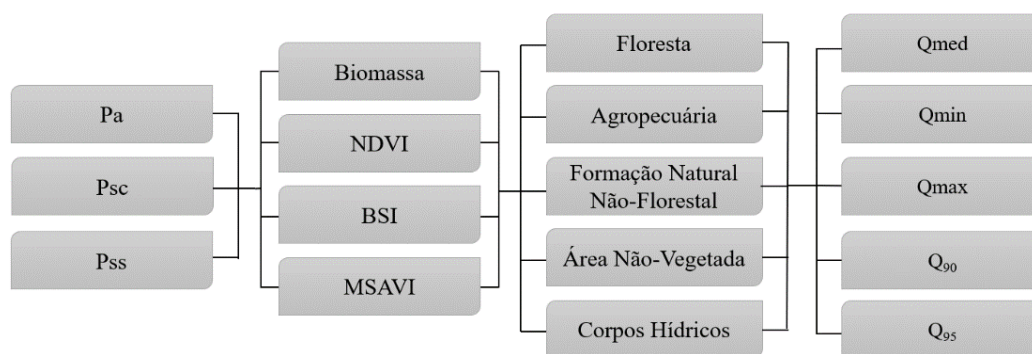 Pa
Psc
Pss
Biomassa
NDVI
BSI
MSAVI
Floresta
Agropecuária
Formação Natural
Não-Florestal
Área Não-Vegetada
Corpos Hídricos
Qmed
Qmin
Qmax
Q₉₀
Q₉₅